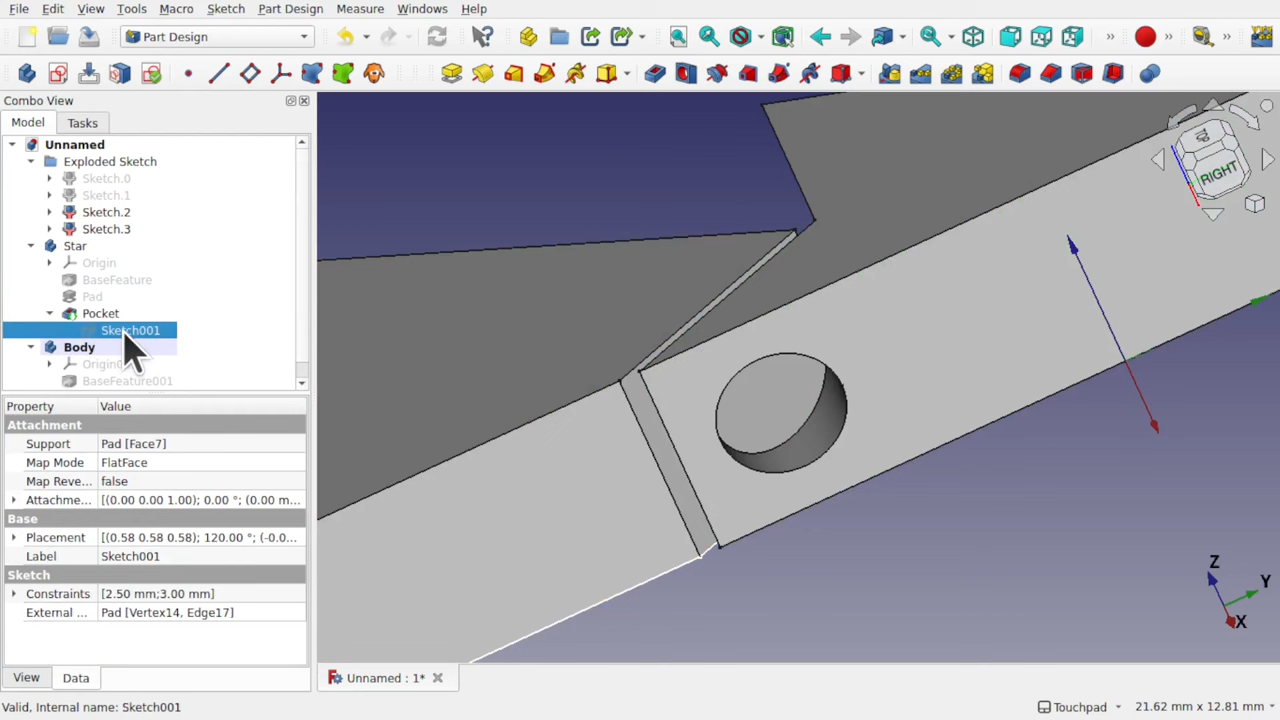 File Edit View Tools Macro Sketch Part Design Measure Windows Help
Part Design
Combo View
Model Tasks
Unnamed
Exploded Sketch
Sketch.0
Sketch.1
Sketch.2
Sketch.3
Star
Origin
BaseFeature
Pad
Pocket
Sketch001
Body
BaseFeature001
Property Value
Attachment
Support Pad [Face7]
Map Mode FlatFace
Map Reve... false
Attachme... [(0.00 0.00 1.00); 0.00 °; (0.00 m...
Base
Placement [(0.58 0.58 0.58); 120.00 °; (-0.0...
Label Sketch001
Sketch
Constraints [2.50 mm;3.00 mm]
External ... Pad [Vertex14, Edge17]
View Data
TOP
RIGHT
Z
Y
X
Unnamed : 1*
Valid, Internal name: Sketch001
Touchpad
21.62 mm x 12.81 mm